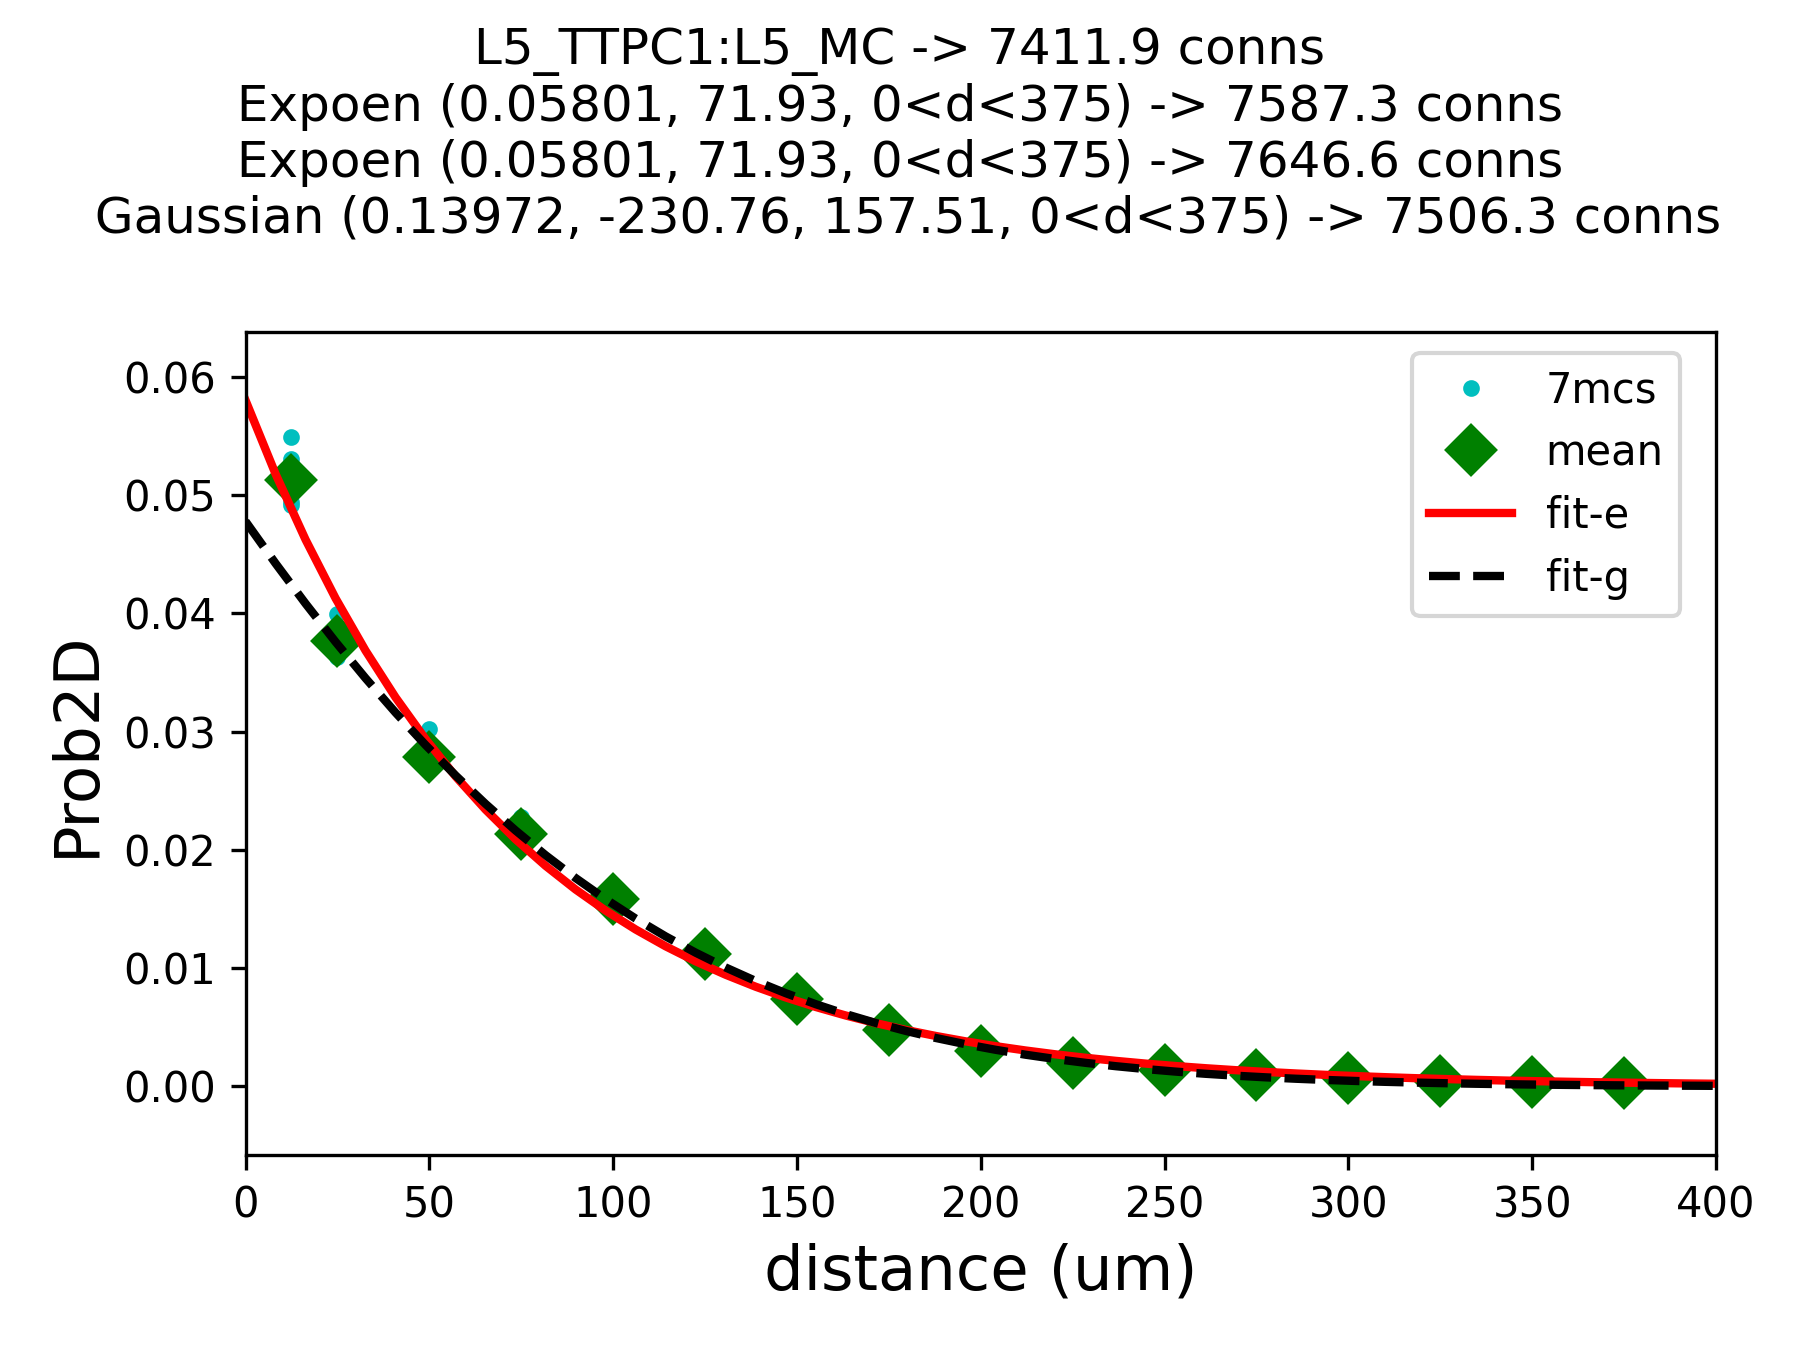 L5_TTPC1:L5_MC -> 7411.9 conns
Expoen (0.05801, 71.93, 0<d<375) -> 7587.3 conns
Expoen (0.05801, 71.93, 0<d<375) -> 7646.6 conns
Gaussian (0.13972, -230.76, 157.51, 0<d<375) -> 7506.3 conns
7mcs
mean
fit-e
fit-g
0.06
0.05
0.04
0.03
0.02
0.01
0.00
Prob2D
0 50 100 150 200 250 300 350 400
distance (um)